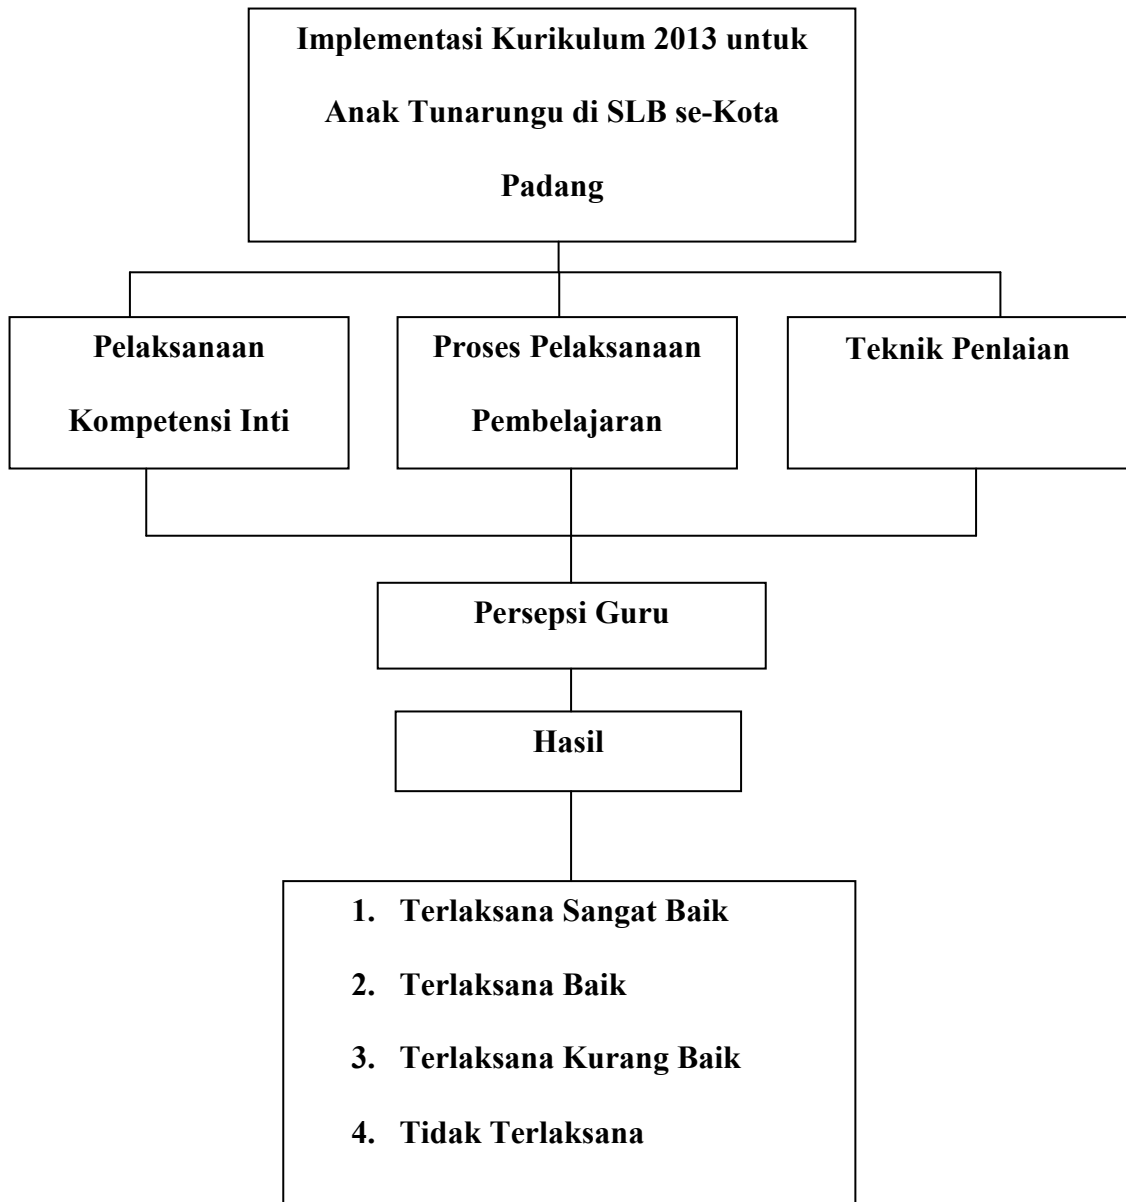 Implementasi Kurikulum 2013 untuk
Anak Tunarungu di SLB se-Kota
Padang
Pelaksanaan
Kompetensi Inti
Proses Pelaksanaan
Pembelajaran
Teknik Penlaian
Persepsi Guru
Hasil
1. Terlaksana Sangat Baik
2. Terlaksana Baik
3. Terlaksana Kurang Baik
4. Tidak Terlaksana